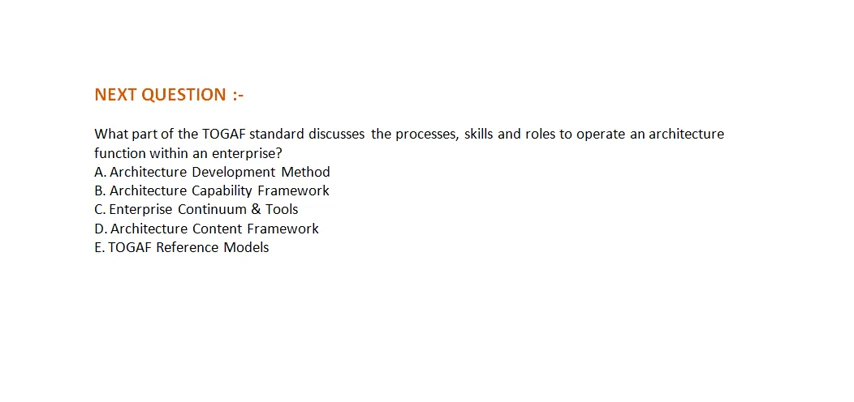 NEXT QUESTION :-
What part of the TOGAF standard discusses the processes, skills and roles to operate an architecture
function within an enterprise?
A. Architecture Development Method
B. Architecture Capability Framework
C. Enterprise Continuum & Tools
D. Architecture Content Framework
E. TOGAF Reference Models